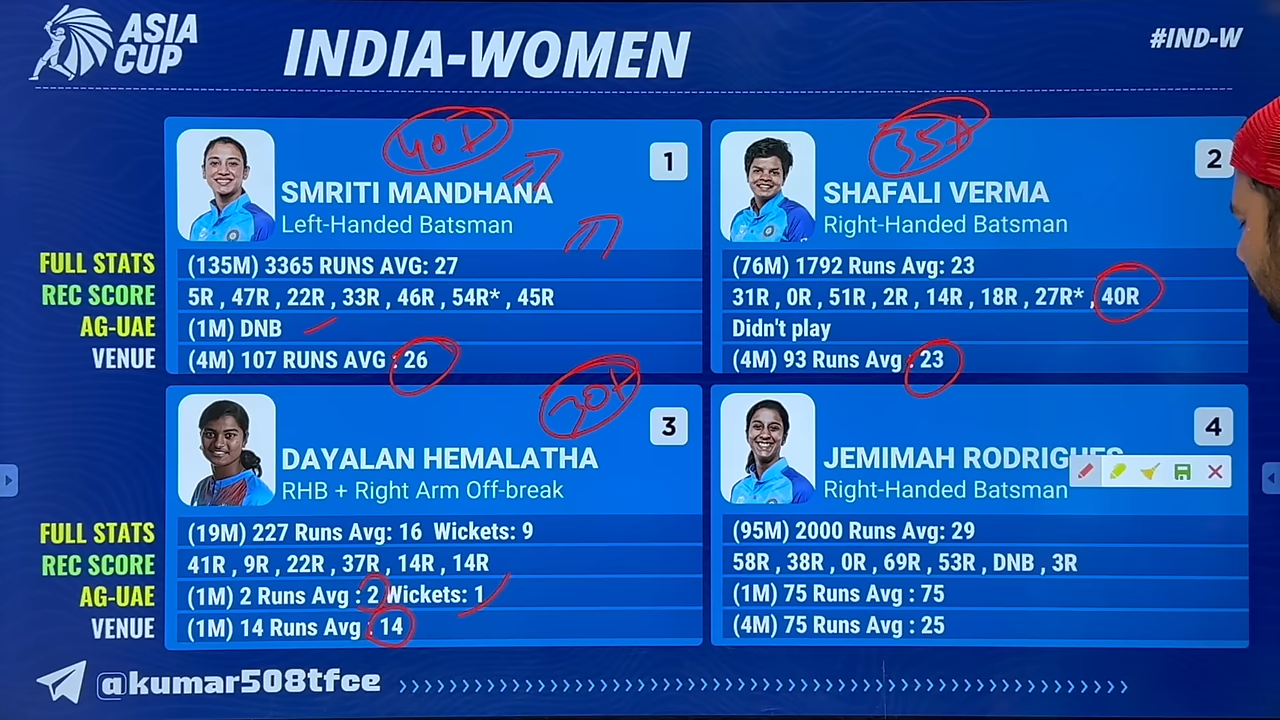 ASIA CUP
INDIA-WOMEN
#IND-W
40+
SMRITI MANDHANA
1
Left-Handed Batsman
FULL STATS
(135M) 3365 RUNS AVG: 27
REC SCORE
5R , 47R , 22R , 33R , 46R , 54R* , 45R
AG-UAE
(1M) DNB
VENUE
(4M) 107 RUNS AVG : 26
35+
SHAFALI VERMA
2
Right-Handed Batsman
(76M) 1792 Runs Avg: 23
31R , 0R , 51R , 2R , 14R , 18R , 27R* , 40R
Didn't play
(4M) 93 Runs Avg : 23
30+
DAYALAN HEMALATHA
3
RHB + Right Arm Off-break
FULL STATS
(19M) 227 Runs Avg: 16 Wickets: 9
REC SCORE
41R , 9R , 22R , 37R , 14R , 14R
AG-UAE
(1M) 2 Runs Avg : 2 Wickets: 1
VENUE
(1M) 14 Runs Avg : 14
JEMIMAH RODRIGUES
4
Right-Handed Batsman
(95M) 2000 Runs Avg: 29
58R , 38R , 0R , 69R , 53R , DNB , 3R
(1M) 75 Runs Avg : 75
(4M) 75 Runs Avg : 25
@kumar508tfce